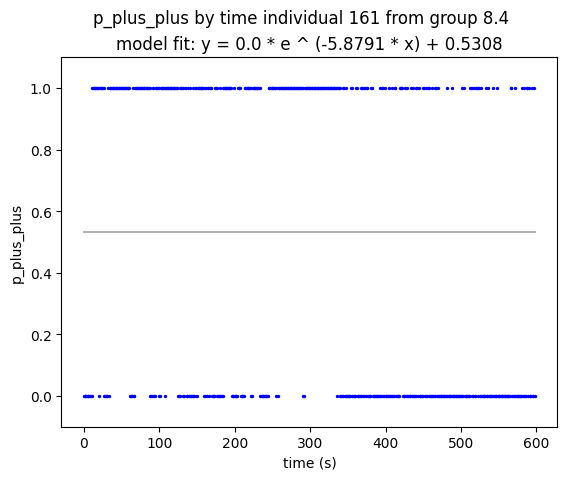 p_plus_plus by time individual 161 from group 8.4
model fit: y = 0.0 * e ^ (-5.8791 * x) + 0.5308
1.0
0.8
0.6
0.4
0.2
0.0
p_plus_plus
0 100 200 300 400 500 600
time (s)